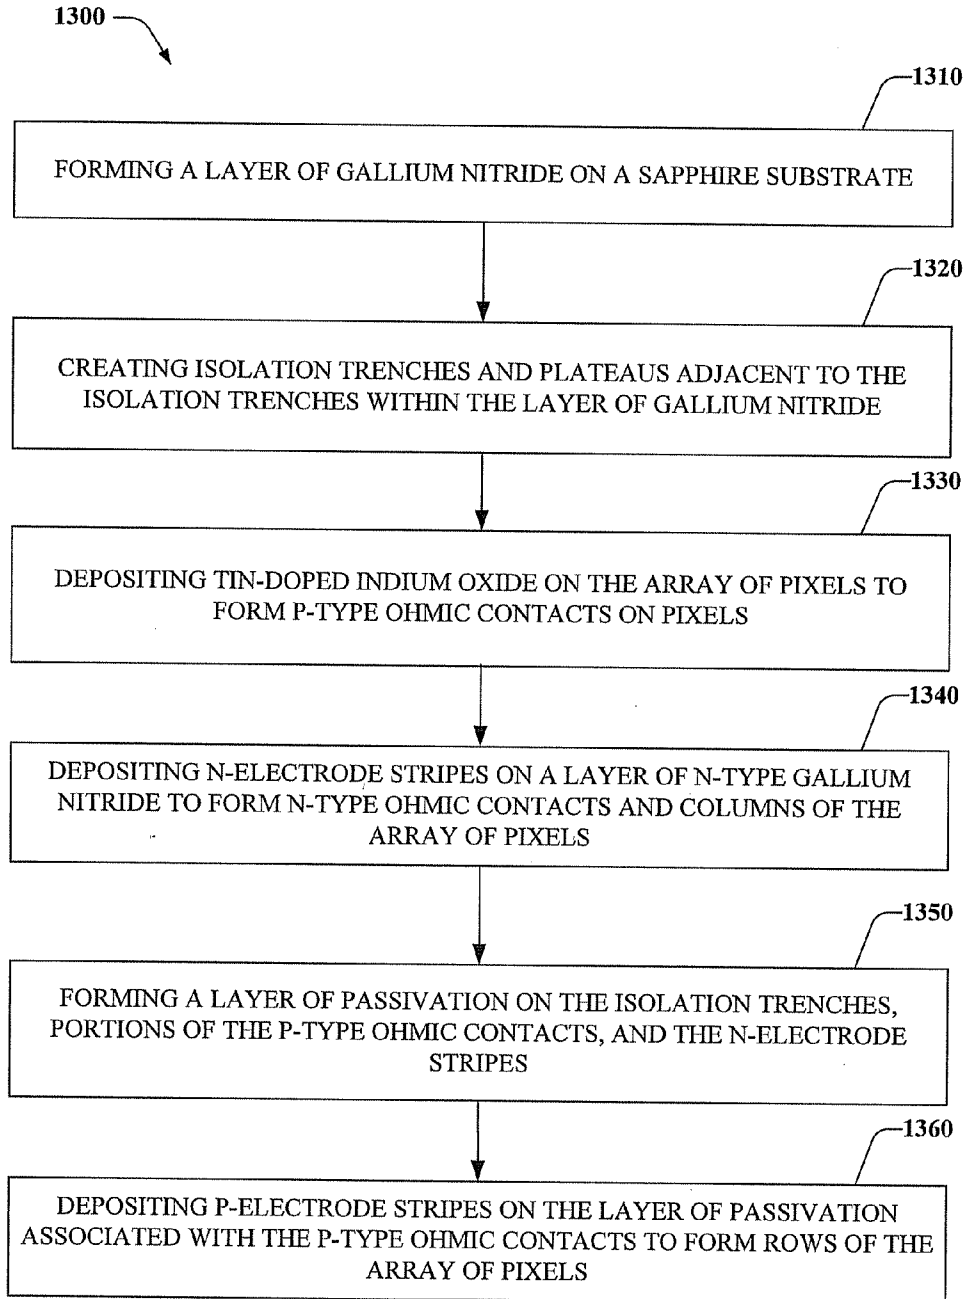 1300
1310
FORMING A LAYER OF GALLIUM NITRIDE ON A SAPPHIRE SUBSTRATE
1320
CREATING ISOLATION TRENCHES AND PLATEAUS ADJACENT TO THE
ISOLATION TRENCHES WITHIN THE LAYER OF GALLIUM NITRIDE
1330
DEPOSITING TIN-DOPED INDIUM OXIDE ON THE ARRAY OF PIXELS TO
FORM P-TYPE OHMIC CONTACTS ON PIXELS
1340
DEPOSITING N-ELECTRODE STRIPES ON A LAYER OF N-TYPE GALLIUM
NITRIDE TO FORM N-TYPE OHMIC CONTACTS AND COLUMNS OF THE
ARRAY OF PIXELS
1350
FORMING A LAYER OF PASSIVATION ON THE ISOLATION TRENCHES,
PORTIONS OF THE P-TYPE OHMIC CONTACTS, AND THE N-ELECTRODE
STRIPES
1360
DEPOSITING P-ELECTRODE STRIPES ON THE LAYER OF PASSIVATION
ASSOCIATED WITH THE P-TYPE OHMIC CONTACTS TO FORM ROWS OF THE
ARRAY OF PIXELS